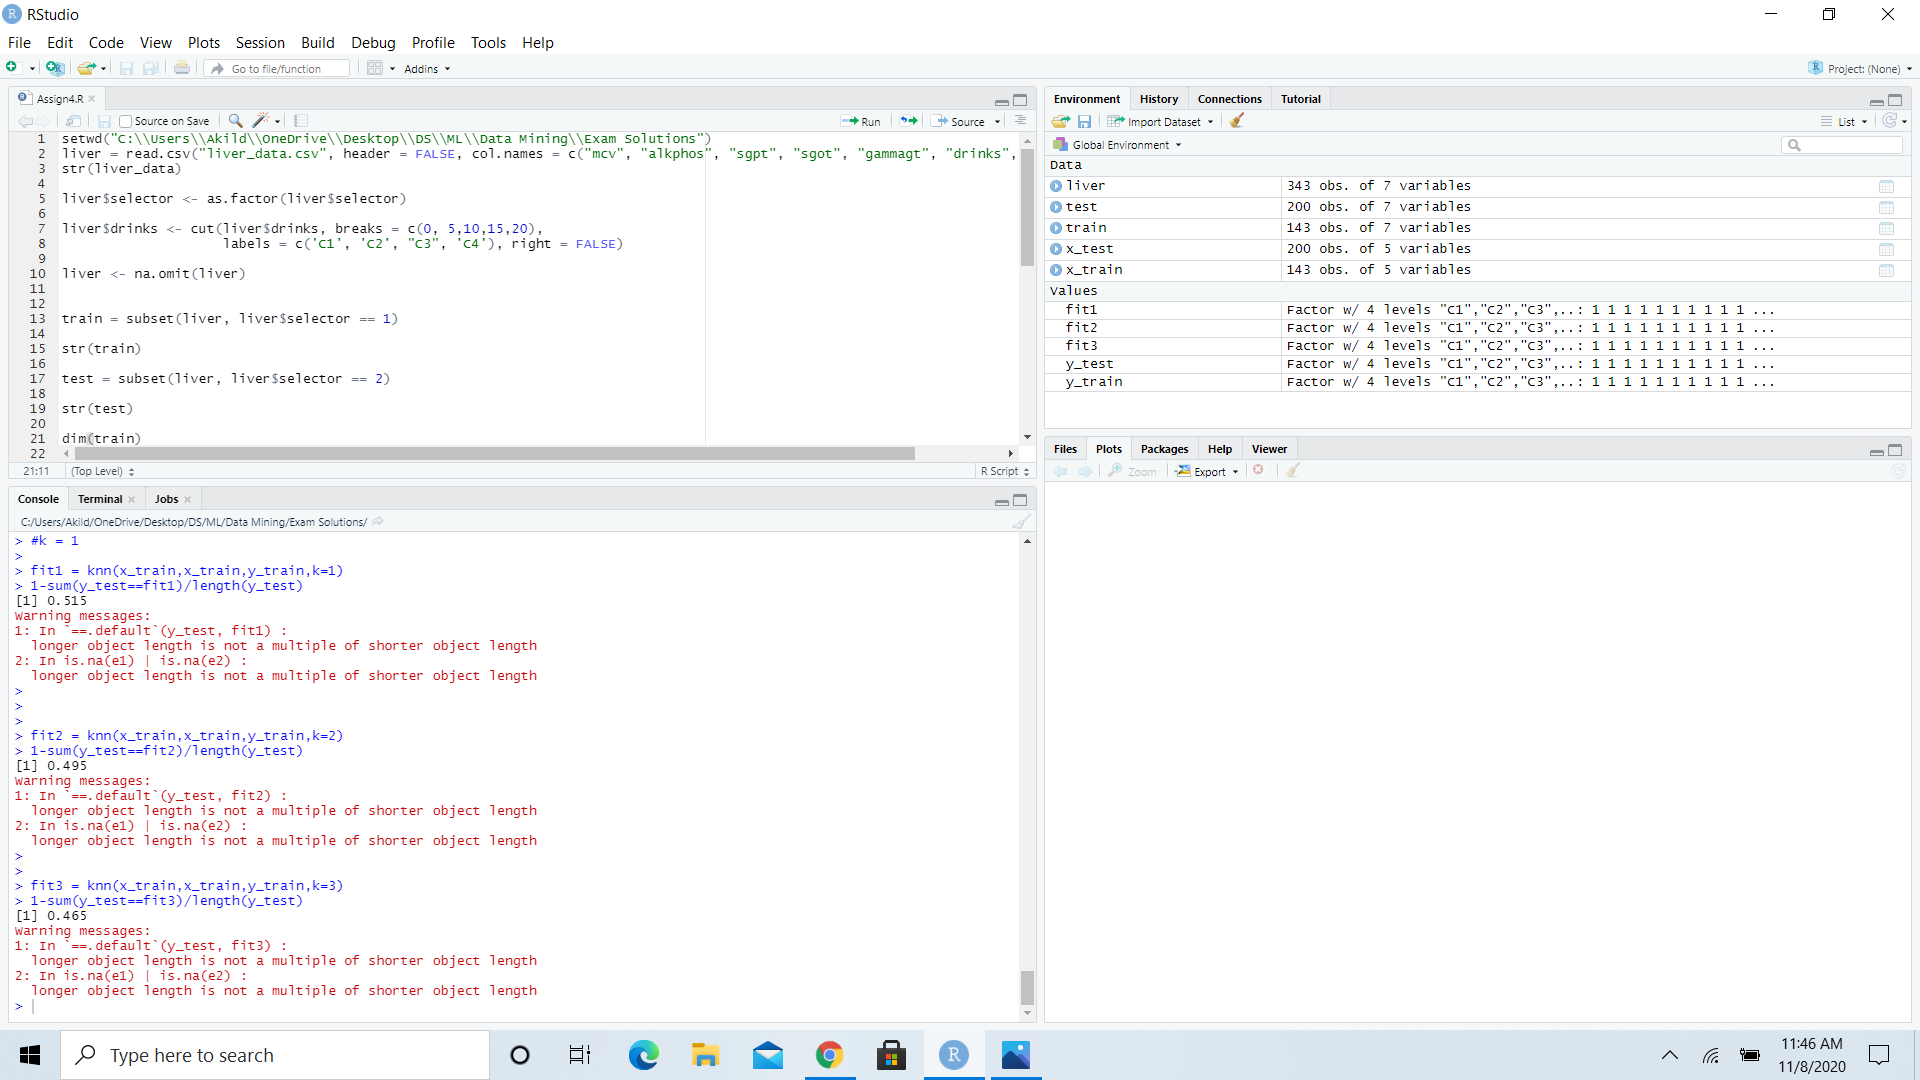 RStudio
File Edit Code View Plots Session Build Debug Profile Tools Help
Go to file/function Addins Project: (None)
Assign4.R
Source on Save Run Source
1 setwd("C:\\Users\\Akild\\OneDrive\\Desktop\\DS\\ML\\Data Mining\\Exam Solutions")
2 liver = read.csv("liver_data.csv", header = FALSE, col.names = c("mcv", "alkphos", "sgpt", "sgot", "gammagt", "drinks",
3 str(liver_data)
4
5 liver$selector <- as.factor(liver$selector)
6
7 liver$drinks <- cut(liver$drinks, breaks = c(0, 5,10,15,20),
8 labels = c('C1', 'C2', "C3", 'C4'), right = FALSE)
9
10 liver <- na.omit(liver)
11
12
13 train = subset(liver, liver$selector == 1)
14
15 str(train)
16
17 test = subset(liver, liver$selector == 2)
18
19 str(test)
20
21 dim(train)
22
21:11 (Top Level) R Script
Console Terminal Jobs
C:/Users/Akild/OneDrive/Desktop/DS/ML/Data Mining/Exam Solutions/
> #k = 1
>
> fit1 = knn(x_train,x_train,y_train,k=1)
> 1-sum(y_test==fit1)/length(y_test)
[1] 0.515
Warning messages:
1: In `==.default`(y_test, fit1) :
longer object length is not a multiple of shorter object length
2: In is.na(e1) | is.na(e2) :
longer object length is not a multiple of shorter object length
>
>
>
> fit2 = knn(x_train,x_train,y_train,k=2)
> 1-sum(y_test==fit2)/length(y_test)
[1] 0.495
Warning messages:
1: In `==.default`(y_test, fit2) :
longer object length is not a multiple of shorter object length
2: In is.na(e1) | is.na(e2) :
longer object length is not a multiple of shorter object length
>
>
> fit3 = knn(x_train,x_train,y_train,k=3)
> 1-sum(y_test==fit3)/length(y_test)
[1] 0.465
Warning messages:
1: In `==.default`(y_test, fit3) :
longer object length is not a multiple of shorter object length
2: In is.na(e1) | is.na(e2) :
longer object length is not a multiple of shorter object length
>
Environment History Connections Tutorial
Import Dataset List
Global Environment
Data
liver 343 obs. of 7 variables
test 200 obs. of 7 variables
train 143 obs. of 7 variables
x_test 200 obs. of 5 variables
x_train 143 obs. of 5 variables
Values
fit1 Factor w/ 4 levels "C1","C2","C3",..: 1 1 1 1 1 1 1 1 1 1 ...
fit2 Factor w/ 4 levels "C1","C2","C3",..: 1 1 1 1 1 1 1 1 1 1 ...
fit3 Factor w/ 4 levels "C1","C2","C3",..: 1 1 1 1 1 1 1 1 1 1 ...
y_test Factor w/ 4 levels "C1","C2","C3",..: 1 1 1 1 1 1 1 1 1 1 ...
y_train Factor w/ 4 levels "C1","C2","C3",..: 1 1 1 1 1 1 1 1 1 1 ...
Files Plots Packages Help Viewer
Zoom Export
Type here to search
11:46 AM
11/8/2020